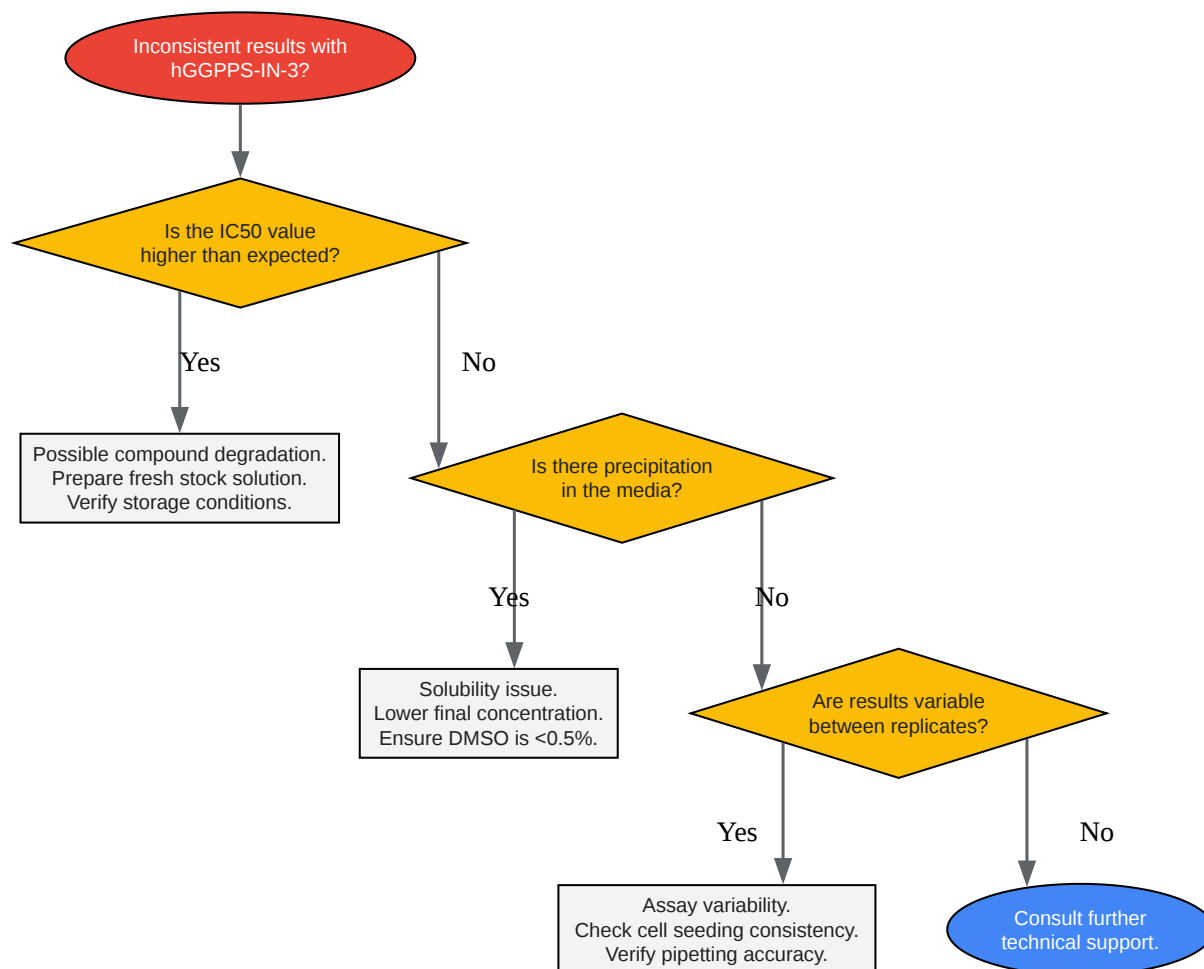 Inconsistent results with
hGGPPS-IN-3?
Is the IC50 value
higher than expected?
Yes
No
Possible compound degradation.
Prepare fresh stock solution.
Verify storage conditions.
Is there precipitation
in the media?
Yes
No
Solubility issue.
Lower final concentration.
Ensure DMSO is <0.5%.
Are results variable
between replicates?
Yes
No
Assay variability.
Check cell seeding consistency.
Verify pipetting accuracy.
Consult further
technical support.